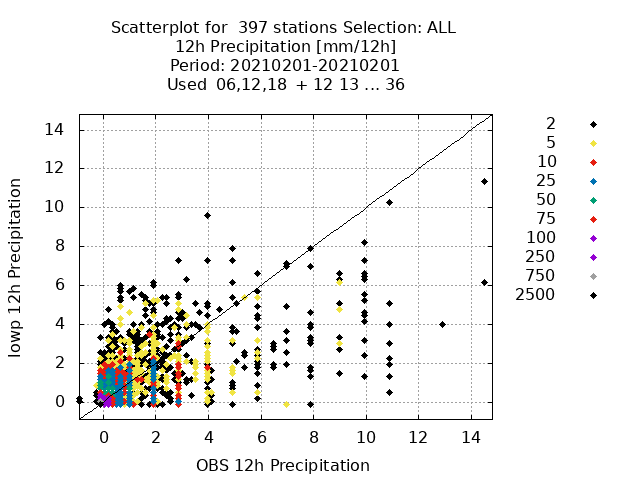 Scatterplot for 397 stations Selection: ALL
12h Precipitation [mm/12h]
Period: 20210201-20210201
Used 06,12,18 + 12 13 ... 36
14
12
10
8
6
4
2
0
0 2 4 6 8 10 12 14
Iowp 12h Precipitation
OBS 12h Precipitation
2
5
10
25
50
75
100
250
750
2500